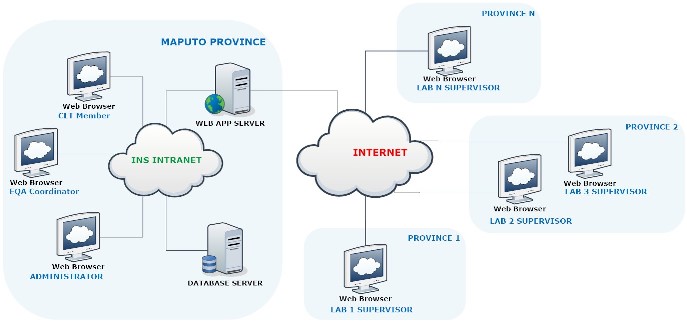 MAPUTO PROVINCE
Web Browser
CLT Member
WEB APP SERVER
INS INTRANET
Web Browser
EQA Coordinator
Web Browser
ADMINISTRATOR
DATABASE SERVER
INTERNET
PROVINCE N
Web Browser
LAB N SUPERVISOR
PROVINCE 2
Web Browser
LAB 3 SUPERVISOR
Web Browser
LAB 2 SUPERVISOR
PROVINCE 1
Web Browser
LAB 1 SUPERVISOR